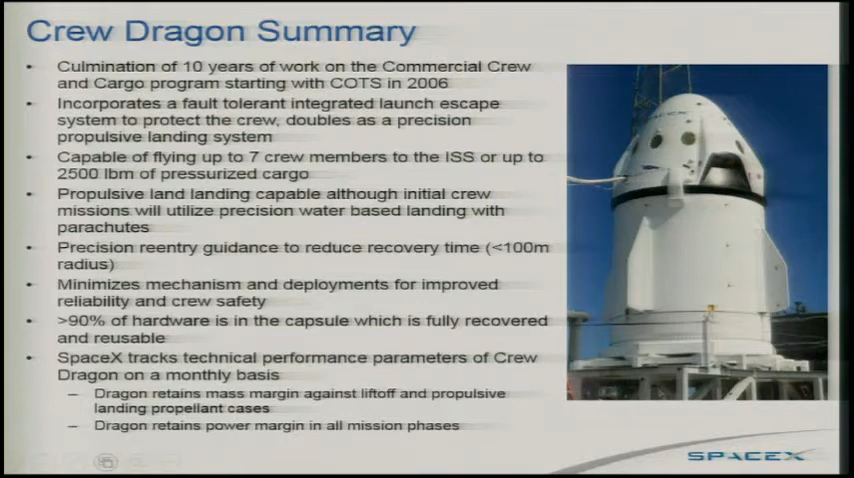 Crew Dragon Summary
• Culmination of 10 years of work on the Commercial Crew
and Cargo program starting with COTS in 2006
• Incorporates a fault tolerant integrated launch escape
system to protect the crew, doubles as a precision
propulsive landing system
• Capable of flying up to 7 crew members to the ISS or up to
2500 lbm of pressurized cargo
• Propulsive land landing capable although initial crew
missions will utilize precision water based landing with
parachutes
• Precision reentry guidance to reduce recovery time (<100m
radius)
• Minimizes mechanism and deployments for improved
reliability and crew safety
• >90% of hardware is in the capsule which is fully recovered
and reusable
• SpaceX tracks technical performance parameters of Crew
Dragon on a monthly basis
– Dragon retains mass margin against liftoff and propulsive
landing propellant cases
– Dragon retains power margin in all mission phases
SPACEX